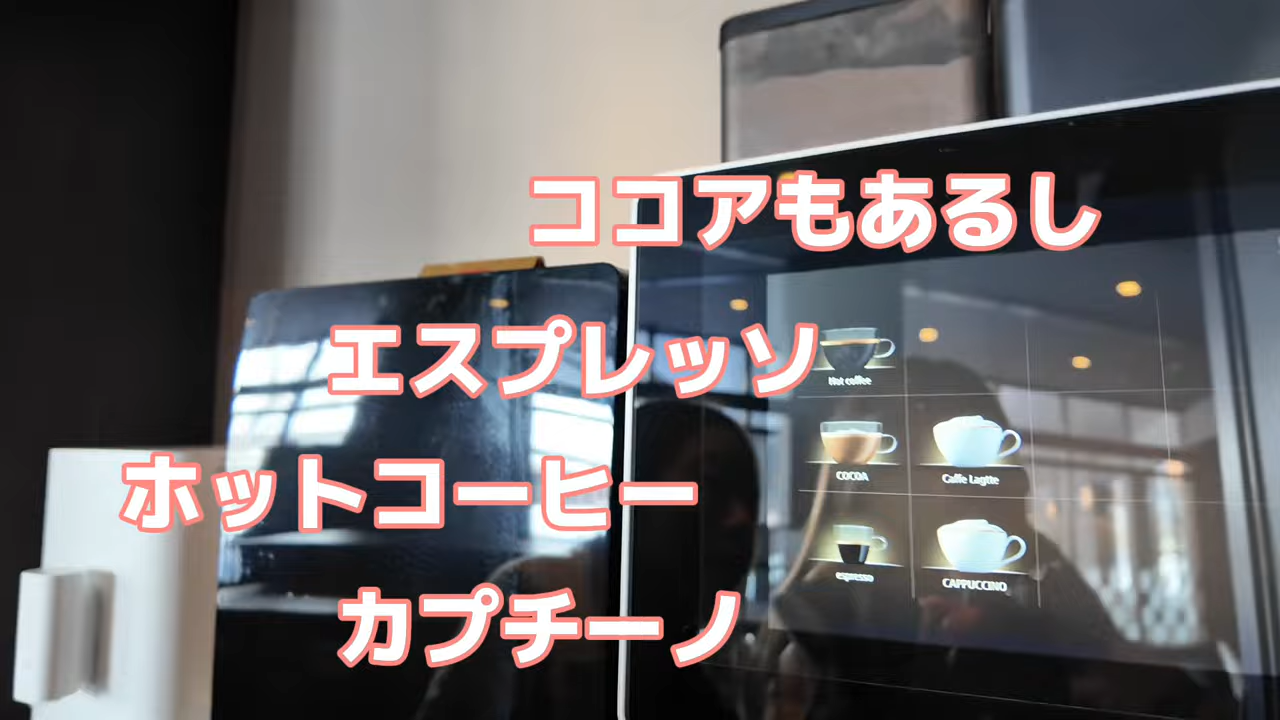 ココアもあるし
エスプレッソ
ホットコーヒー
カプチーノ
Hot coffee
COCOA
Caffe Lagtte
espresso
CAPPUCCINO